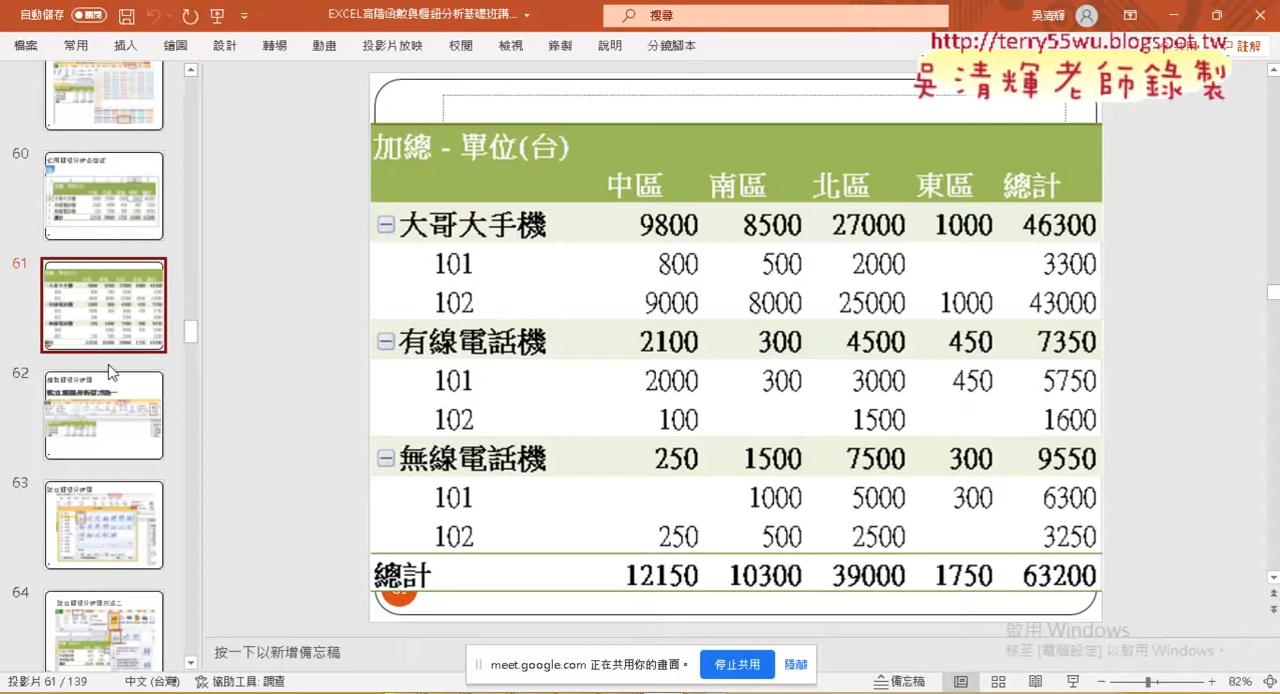 自動儲存 關閉 EXCEL高階函數與樞紐分析基礎班講... 搜尋 吳清輝
檔案 常用 插入 繪圖 設計 轉場 動畫 投影片放映 校閱 檢視 錄製 說明 分鏡腳本 註解
http://terry55wu.blogspot.tw
吳清輝老師錄製
60
61
62
63
64
加總 - 單位(台)
中區 南區 北區 東區 總計
大哥大手機 9800 8500 27000 1000 46300
101 800 500 2000 3300
102 9000 8000 25000 1000 43000
有線電話機 2100 300 4500 450 7350
101 2000 300 3000 450 5750
102 100 1500 1600
無線電話機 250 1500 7500 300 9550
101 1000 5000 300 6300
102 250 500 2500 3250
總計 12150 10300 39000 1750 63200
啟用 Windows
移至 [電腦設定] 以啟用 Windows。
按一下以新增備忘稿
meet.google.com 正在共用你的畫面。 停止共用 隱藏
投影片 61 / 139 中文 (台灣) 協助工具: 調查 備忘稿 82%